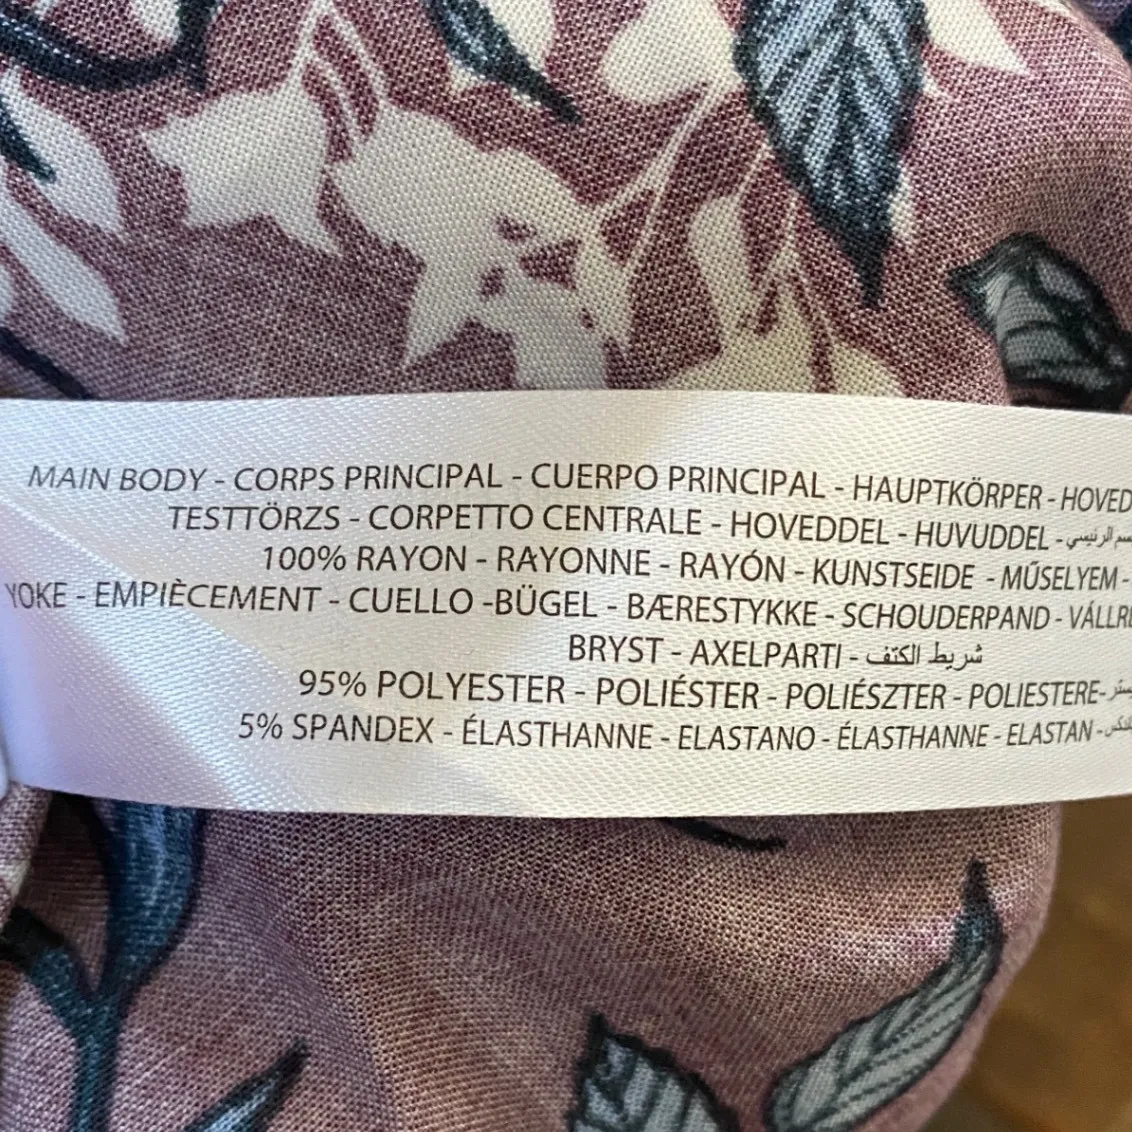 MAIN BODY - CORPS PRINCIPAL - CUERPO PRINCIPAL - HAUPTKÖRPER - HOVED
TESTTÖRZS - CORPETTO CENTRALE - HOVEDDEL - HUVUDDEL -
100% RAYON - RAYONNE - RAYÓN - KUNSTSEIDE - MŰSELYEM -
YOKE - EMPIÈCEMENT - CUELLO -BÜGEL - BÆRESTYKKE - SCHOUDERPAND - VÁLLR
BRYST - AXELPARTI - شريط الكتف
95% POLYESTER - POLIÉSTER - POLIÉSZTER - POLIESTERE-
5% SPANDEX - ÉLASTHANNE - ELASTANO - ÉLASTHANNE - ELASTAN -